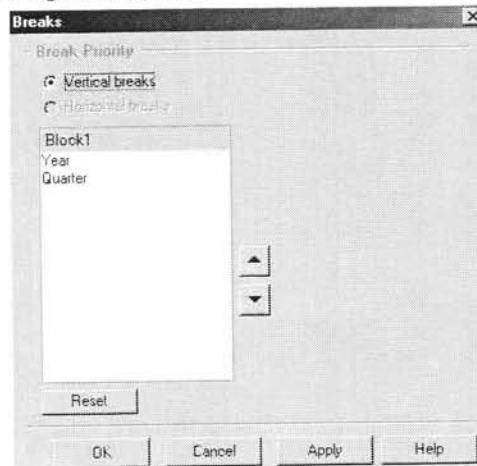 Breaks
Break Priority
Vertical breaks
Horizontal breaks
Block1
Year
Quarter
Reset
OK
Cancel
Apply
Help